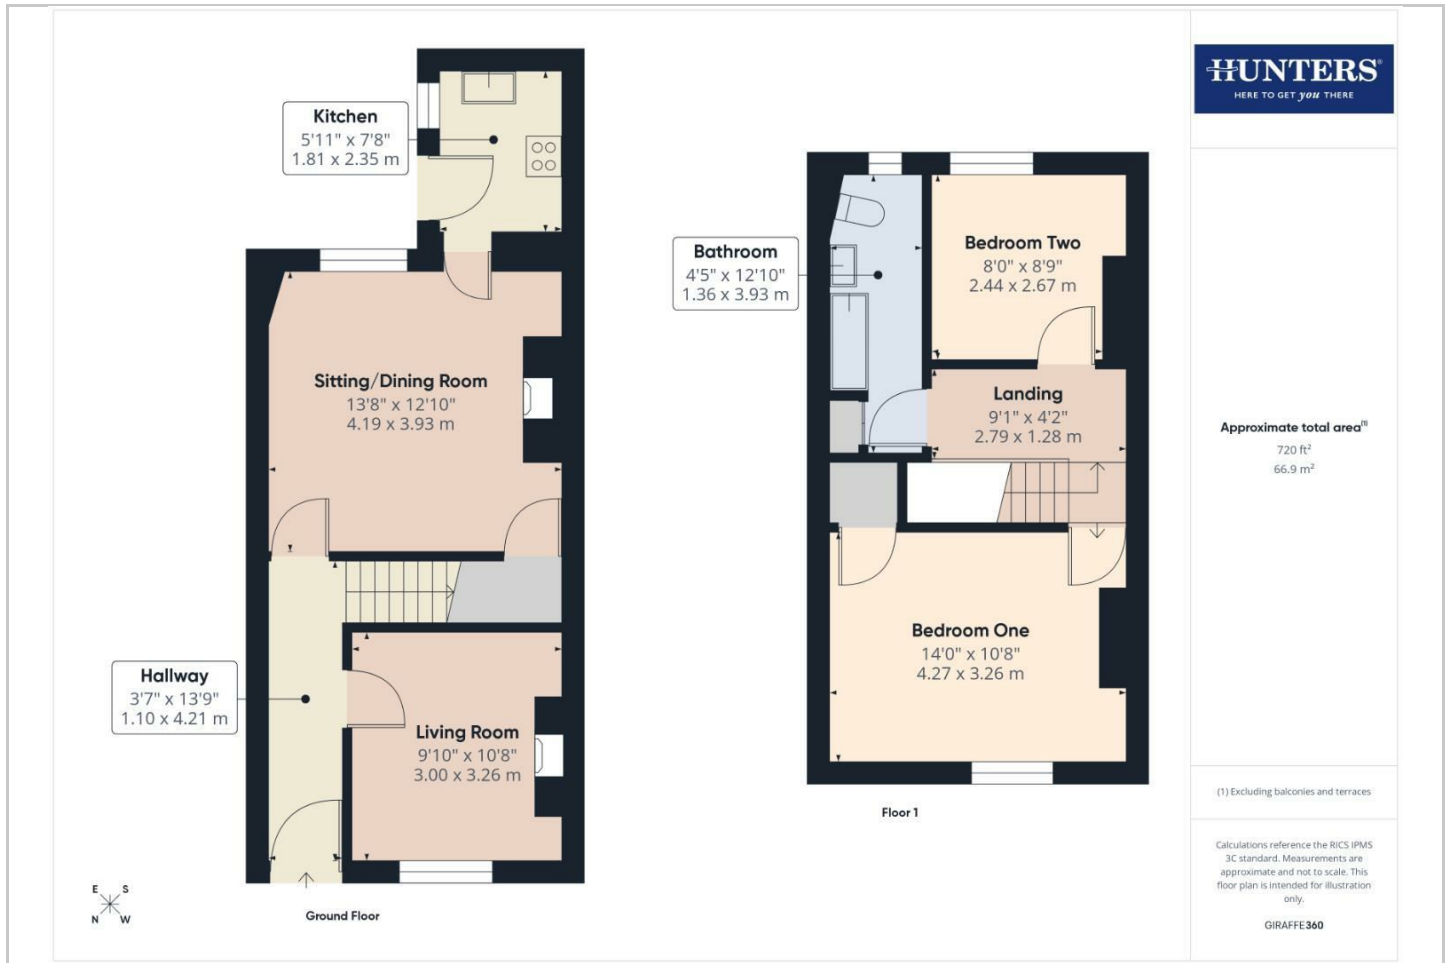 Kitchen
5'11" x 7'8"
1.81 x 2.35 m
Sitting/Dining Room
13'8" x 12'10"
4.19 x 3.93 m
Hallway
3'7" x 13'9"
1.10 x 4.21 m
Living Room
9'10" x 10'8"
3.00 x 3.26 m
E S
N W
Ground Floor
Bathroom
4'5" x 12'10"
1.36 x 3.93 m
Bedroom Two
8'0" x 8'9"
2.44 x 2.67 m
Landing
9'1" x 4'2"
2.79 x 1.28 m
Bedroom One
14'0" x 10'8"
4.27 x 3.26 m
Floor 1
HUNTERS®
HERE TO GET you THERE
Approximate total area⁽¹⁾
720 ft²
66.9 m²
(1) Excluding balconies and terraces
Calculations reference the RICS IPMS
3C standard. Measurements are
approximate and not to scale. This
floor plan is intended for illustration
only.
GIRAFFE360